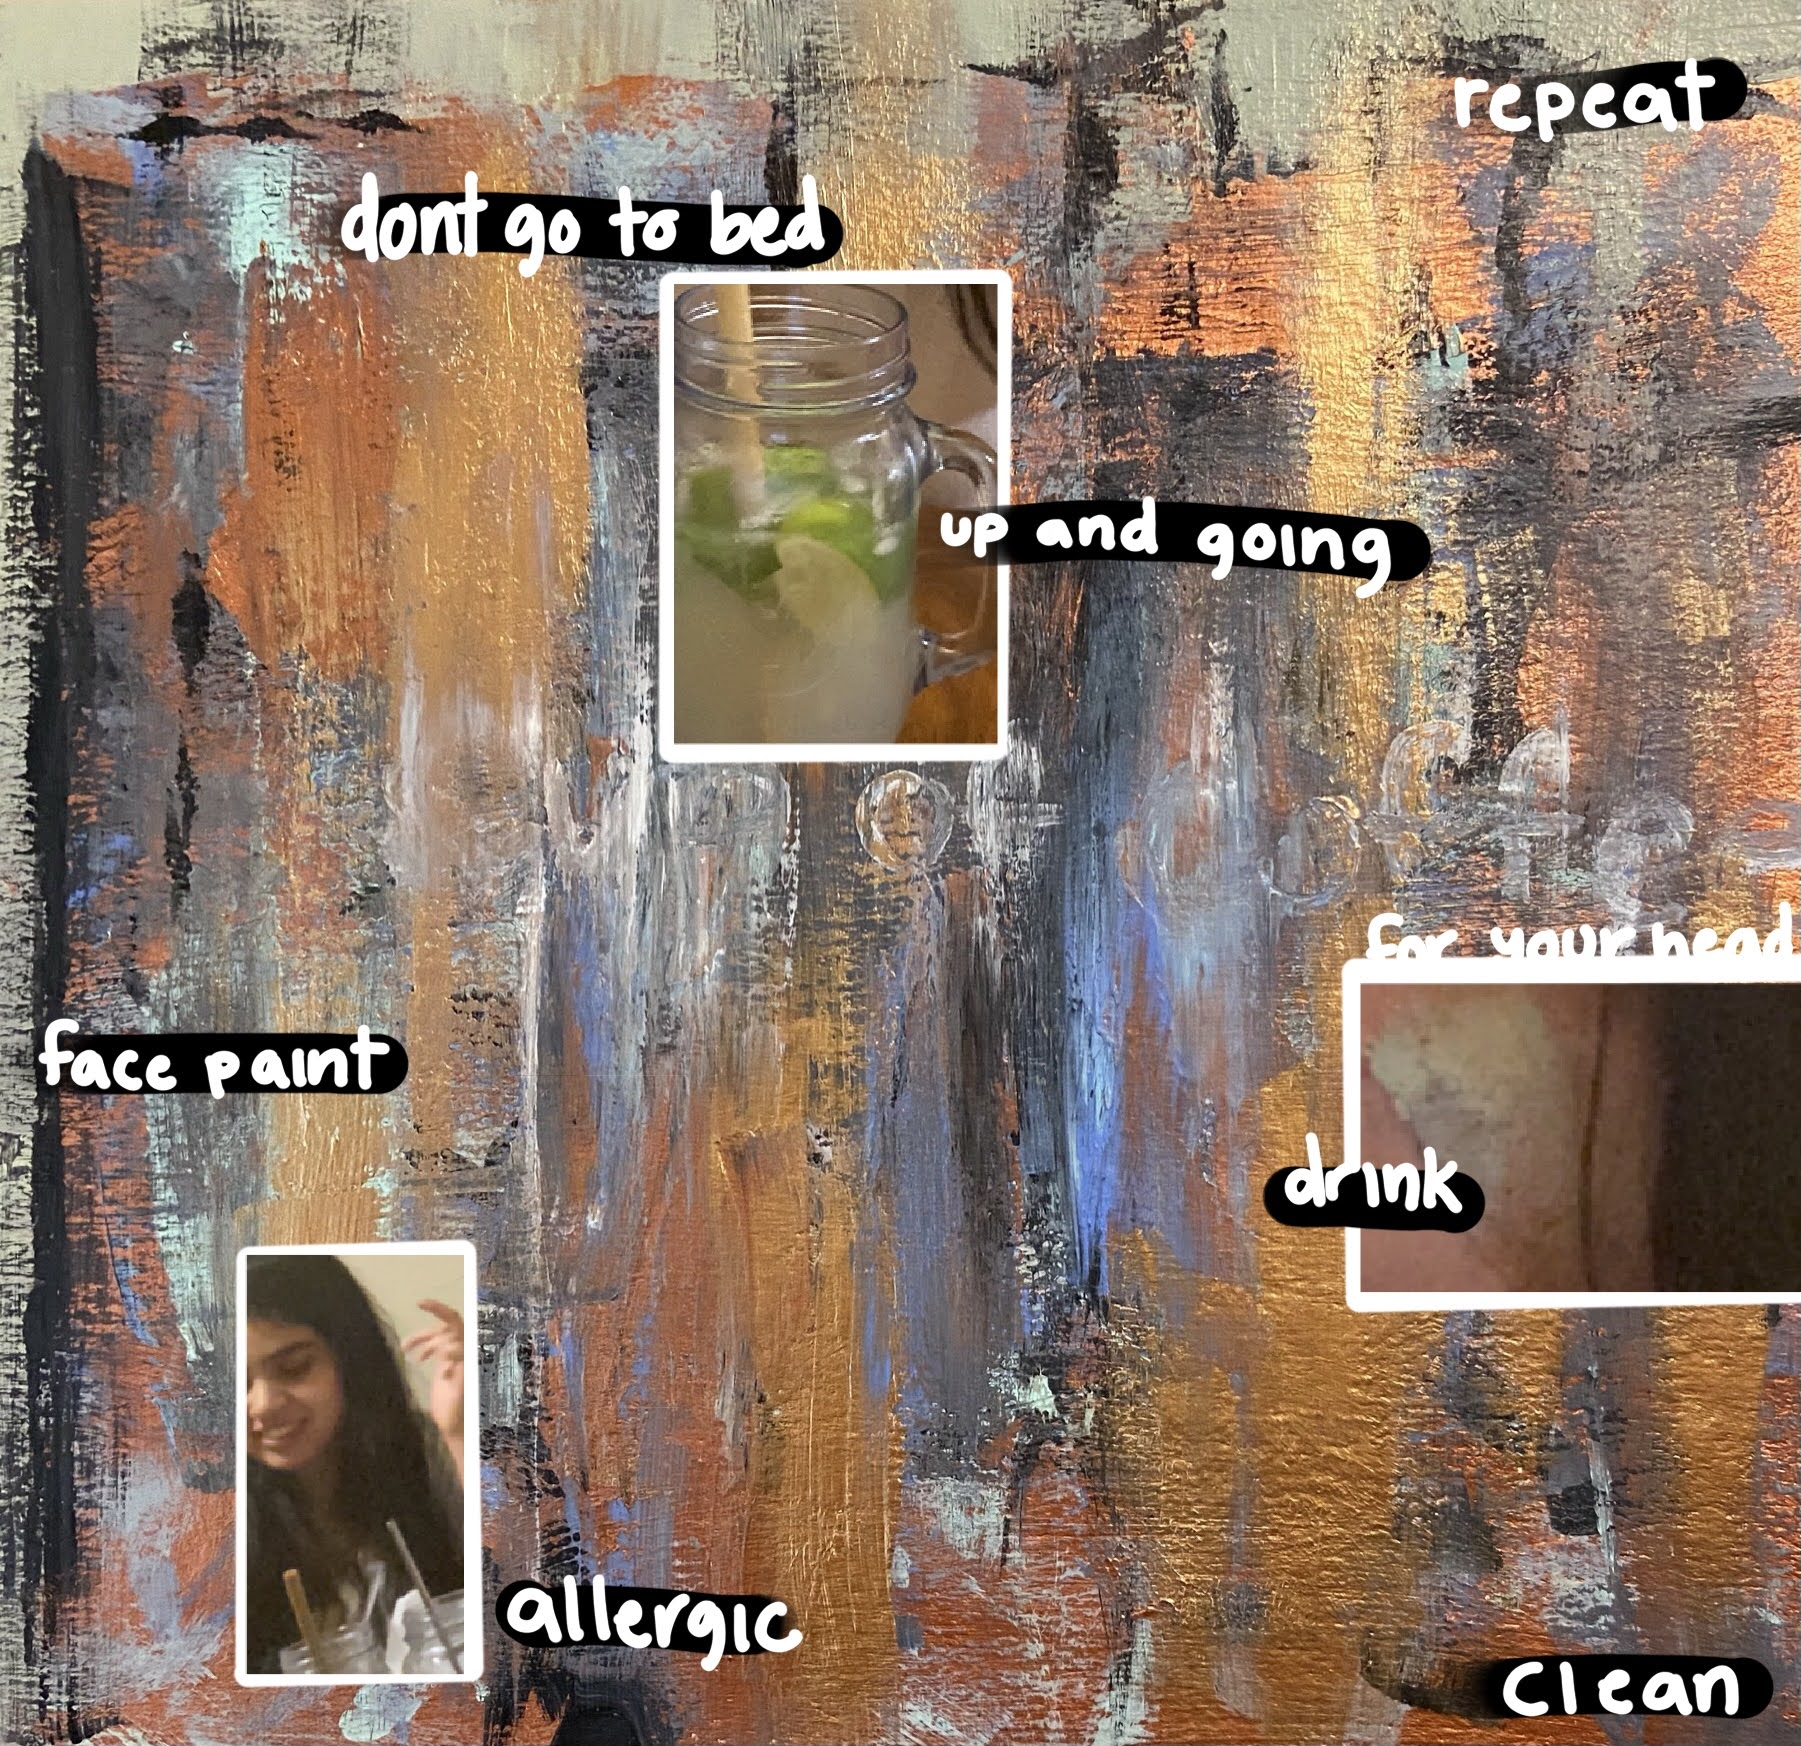 repeat
dont go to bed
up and going
for your head
face paint
drink
allergic
clean